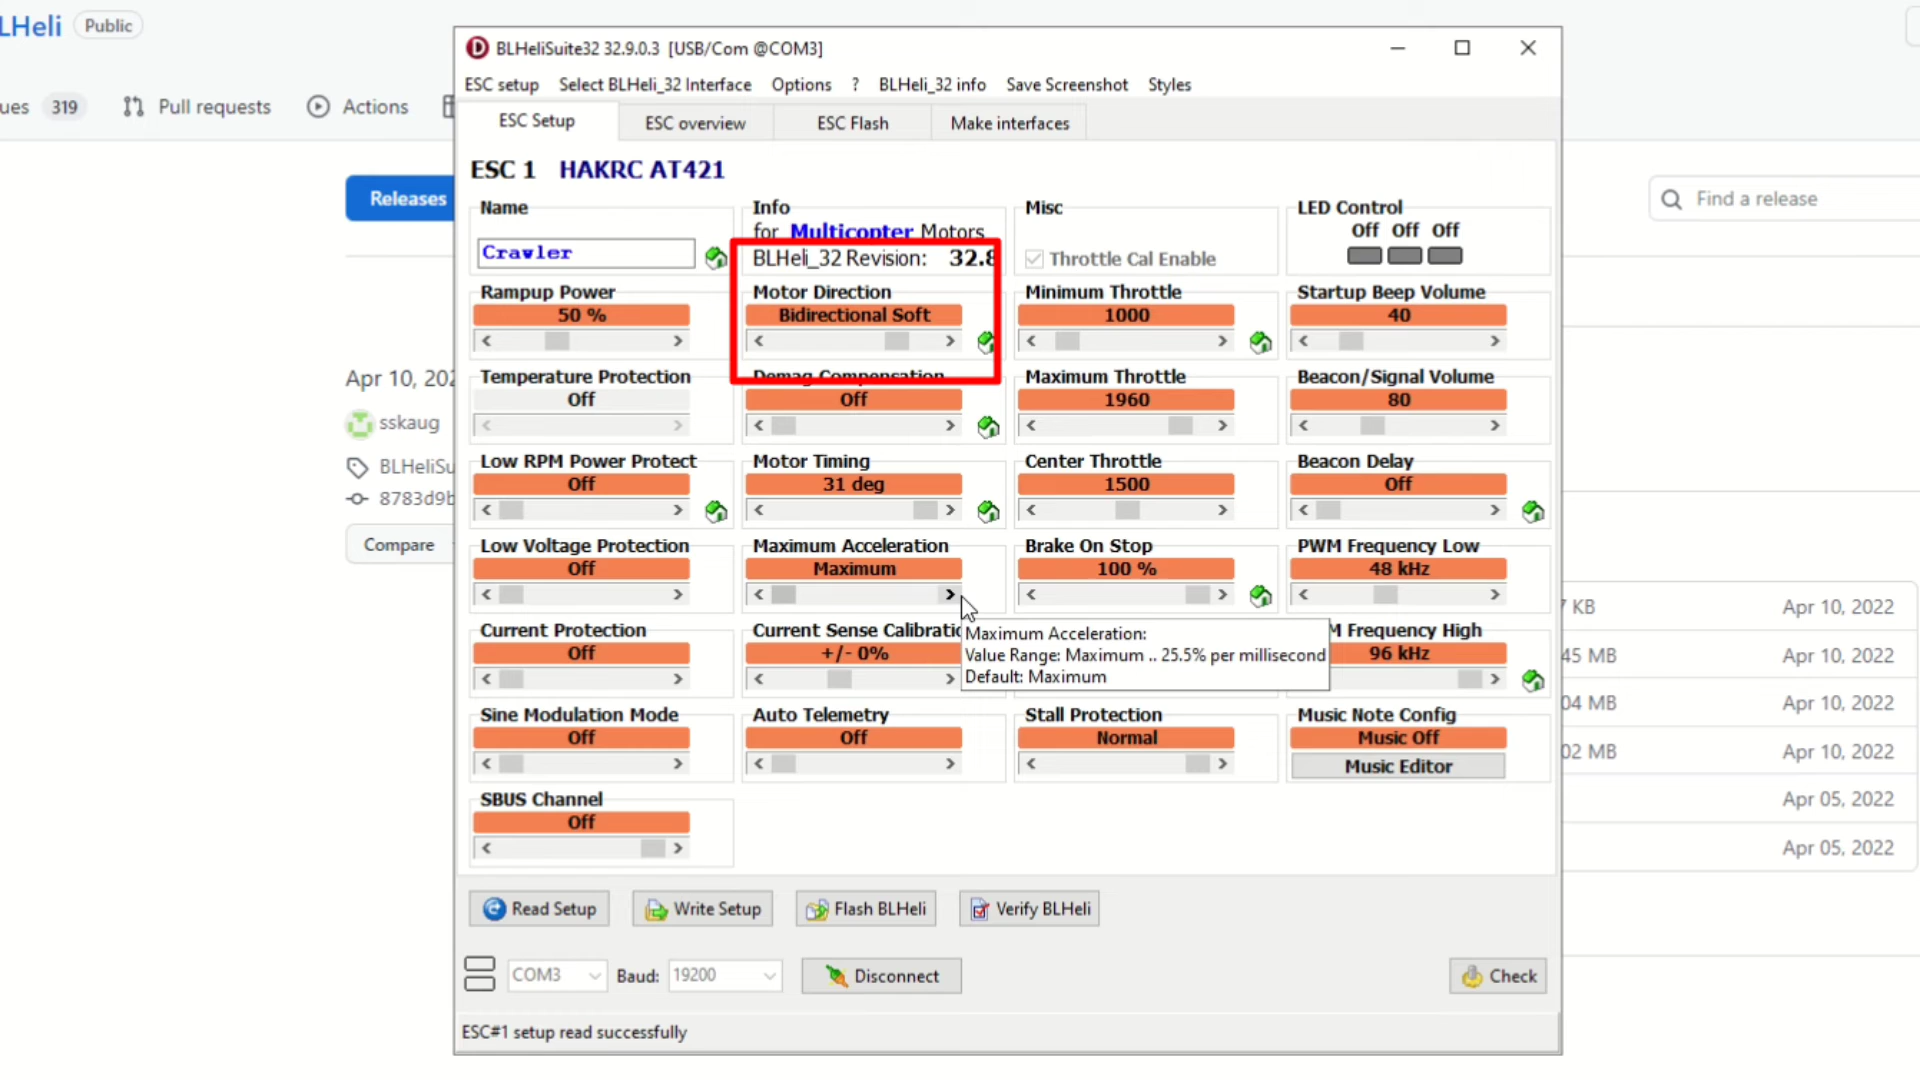 LHeli Public
BLHeliSuite32 32.9.0.3 [USB/Com @COM3]
ESC setup Select BLHeli_32 Interface Options ? BLHeli_32 info Save Screenshot Styles
ues 319 Pull requests Actions
ESC Setup ESC overview ESC Flash Make interfaces
ESC 1 HAKRC AT421
Releases
Find a release
Name Info Misc LED Control
for Multicopter Motors Off Off Off
Crawler BLHeli_32 Revision: 32.8 Throttle Cal Enable
Rampup Power Motor Direction Minimum Throttle Startup Beep Volume
50 % Bidirectional Soft 1000 40
Apr 10, 202
Temperature Protection Demag Compensation Maximum Throttle Beacon/Signal Volume
Off Off 1960 80
sskaug
Low RPM Power Protect Motor Timing Center Throttle Beacon Delay
BLHeliSu
Off 31 deg 1500 Off
8783d9b
Compare
Low Voltage Protection Maximum Acceleration Brake On Stop PWM Frequency Low
Off Maximum 100 % 48 kHz
KB Apr 10, 2022
Current Protection Current Sense Calibratio M Frequency High
Off +/- 0% 96 kHz
Maximum Acceleration:
Value Range: Maximum .. 25.5% per millisecond
Default: Maximum
45 MB Apr 10, 2022
04 MB Apr 10, 2022
Sine Modulation Mode Auto Telemetry Stall Protection Music Note Config
Off Off Normal Music Off
Music Editor
02 MB Apr 10, 2022
SBUS Channel
Off
Apr 05, 2022
Apr 05, 2022
Read Setup Write Setup Flash BLHeli Verify BLHeli
COM3 Baud: 19200 Disconnect Check
ESC#1 setup read successfully